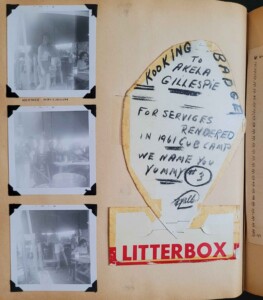 KOOKING BADGE
TO
AKELA
GILLESPIE
FOR SERVICES
RENDERED
IN 1961 CUB CAMP
WE NAME YOU
YUMMY #3
LITTERBOX